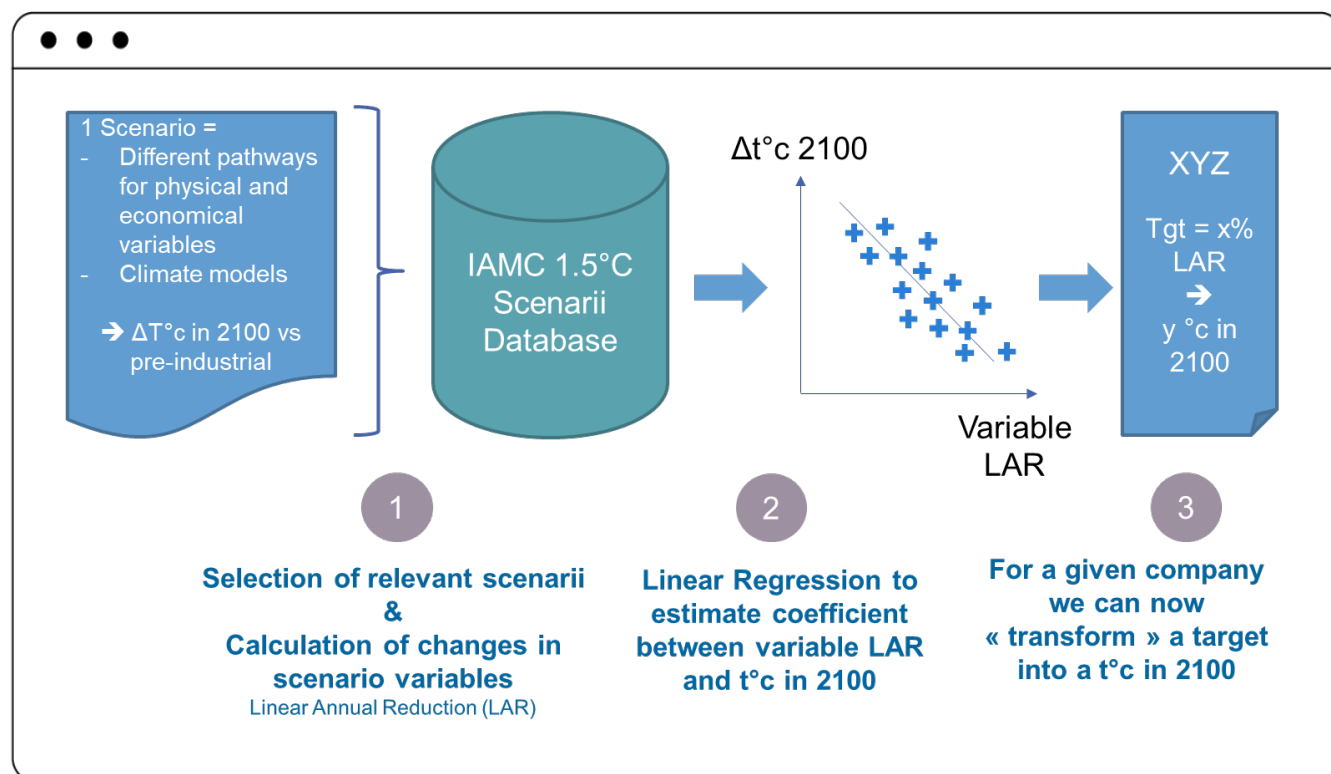 1 Scenario =
- Different pathways
for physical and
economical
variables
- Climate models
➔ ΔT°c in 2100 vs
pre-industrial
IAMC 1.5°C
Scenarii
Database
Δt°c 2100
Variable
LAR
XYZ
Tgt = x%
LAR
➔
y °c in
2100
1
Selection of relevant scenarii
&
Calculation of changes in
scenario variables
Linear Annual Reduction (LAR)
2
Linear Regression to
estimate coefficient
between variable LAR
and t°c in 2100
3
For a given company
we can now
« transform » a target
into a t°c in 2100